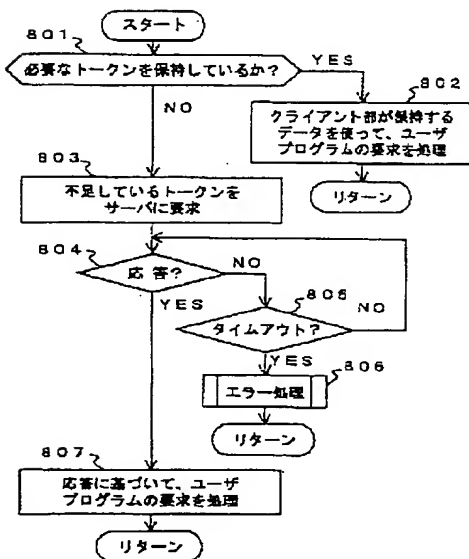 スタート
801
必要なトークンを保持しているか?
YES
802
NO
クライアント部が保持する
データを使って、ユーザ
プログラムの要求を処理
リターン
803
不足しているトークンを
サーバに要求
804
応答?
NO
YES
805
タイムアウト?
NO
YES
806
エラー処理
リターン
807
応答に基づいて、ユーザ
プログラムの要求を処理
リターン